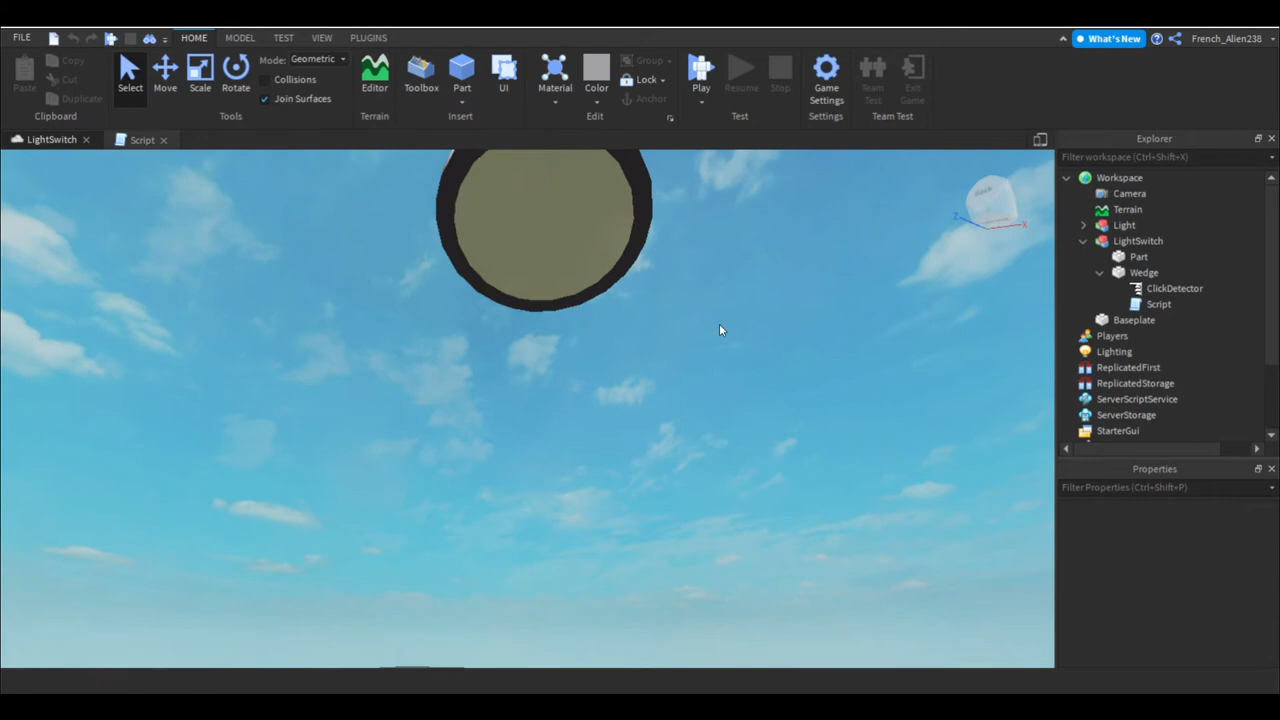 FILE HOME MODEL TEST VIEW PLUGINS What's New French_Alien238
Paste Copy Cut Duplicate Clipboard
Select Move Scale Rotate Mode: Geometric Collisions Join Surfaces Tools
Editor Terrain
Toolbox Part UI Insert
Material Color Group Lock Anchor Edit
Play Resume Stop Test
Game Settings Settings
Team Test Exit Game Team Test
LightSwitch Script
Back
Z X
Explorer
Filter workspace (Ctrl+Shift+X)
Workspace
Camera
Terrain
Light
LightSwitch
Part
Wedge
ClickDetector
Script
Baseplate
Players
Lighting
ReplicatedFirst
ReplicatedStorage
ServerScriptService
ServerStorage
StarterGui
Properties
Filter Properties (Ctrl+Shift+P)